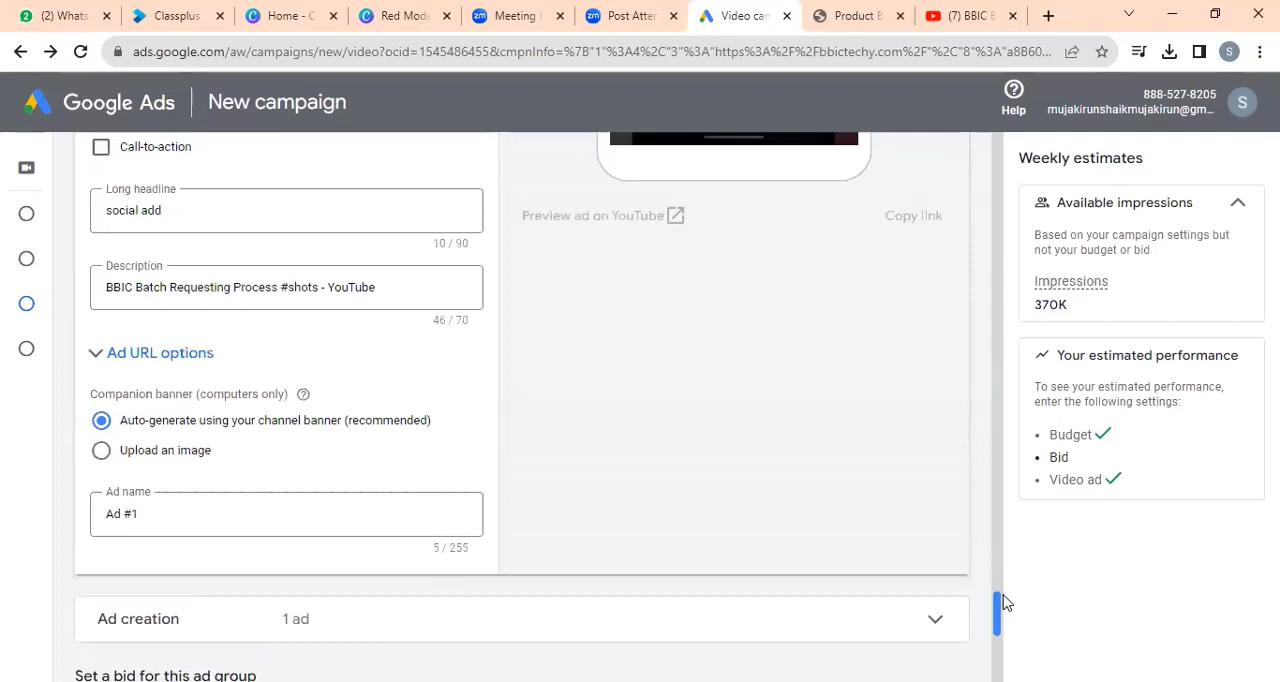 (2) Whats
Classplus
Home - C
Red Mode
Meeting
Post Atter
Video car
Product B
(7) BBIC B
ads.google.com/aw/campaigns/new/video?ocid=1545486455&cmpnInfo=%7B"1"%3A4%2C"3"%3A"https%3A%2F%2Fbbictechy.com%2F"%2C"8"%3A"a8B60...
S
Google Ads
New campaign
Help
888-527-8205
mujakirunshaikmujakirun@gm...
S
Call-to-action
Long headline
social add
10 / 90
Description
BBIC Batch Requesting Process #shots - YouTube
46 / 70
Ad URL options
Companion banner (computers only)
Auto-generate using your channel banner (recommended)
Upload an image
Ad name
Ad #1
5 / 255
Preview ad on YouTube
Copy link
Ad creation
1 ad
Set a bid for this ad group
Weekly estimates
Available impressions
Based on your campaign settings but
not your budget or bid
Impressions
370K
Your estimated performance
To see your estimated performance,
enter the following settings:
Budget
Bid
Video ad